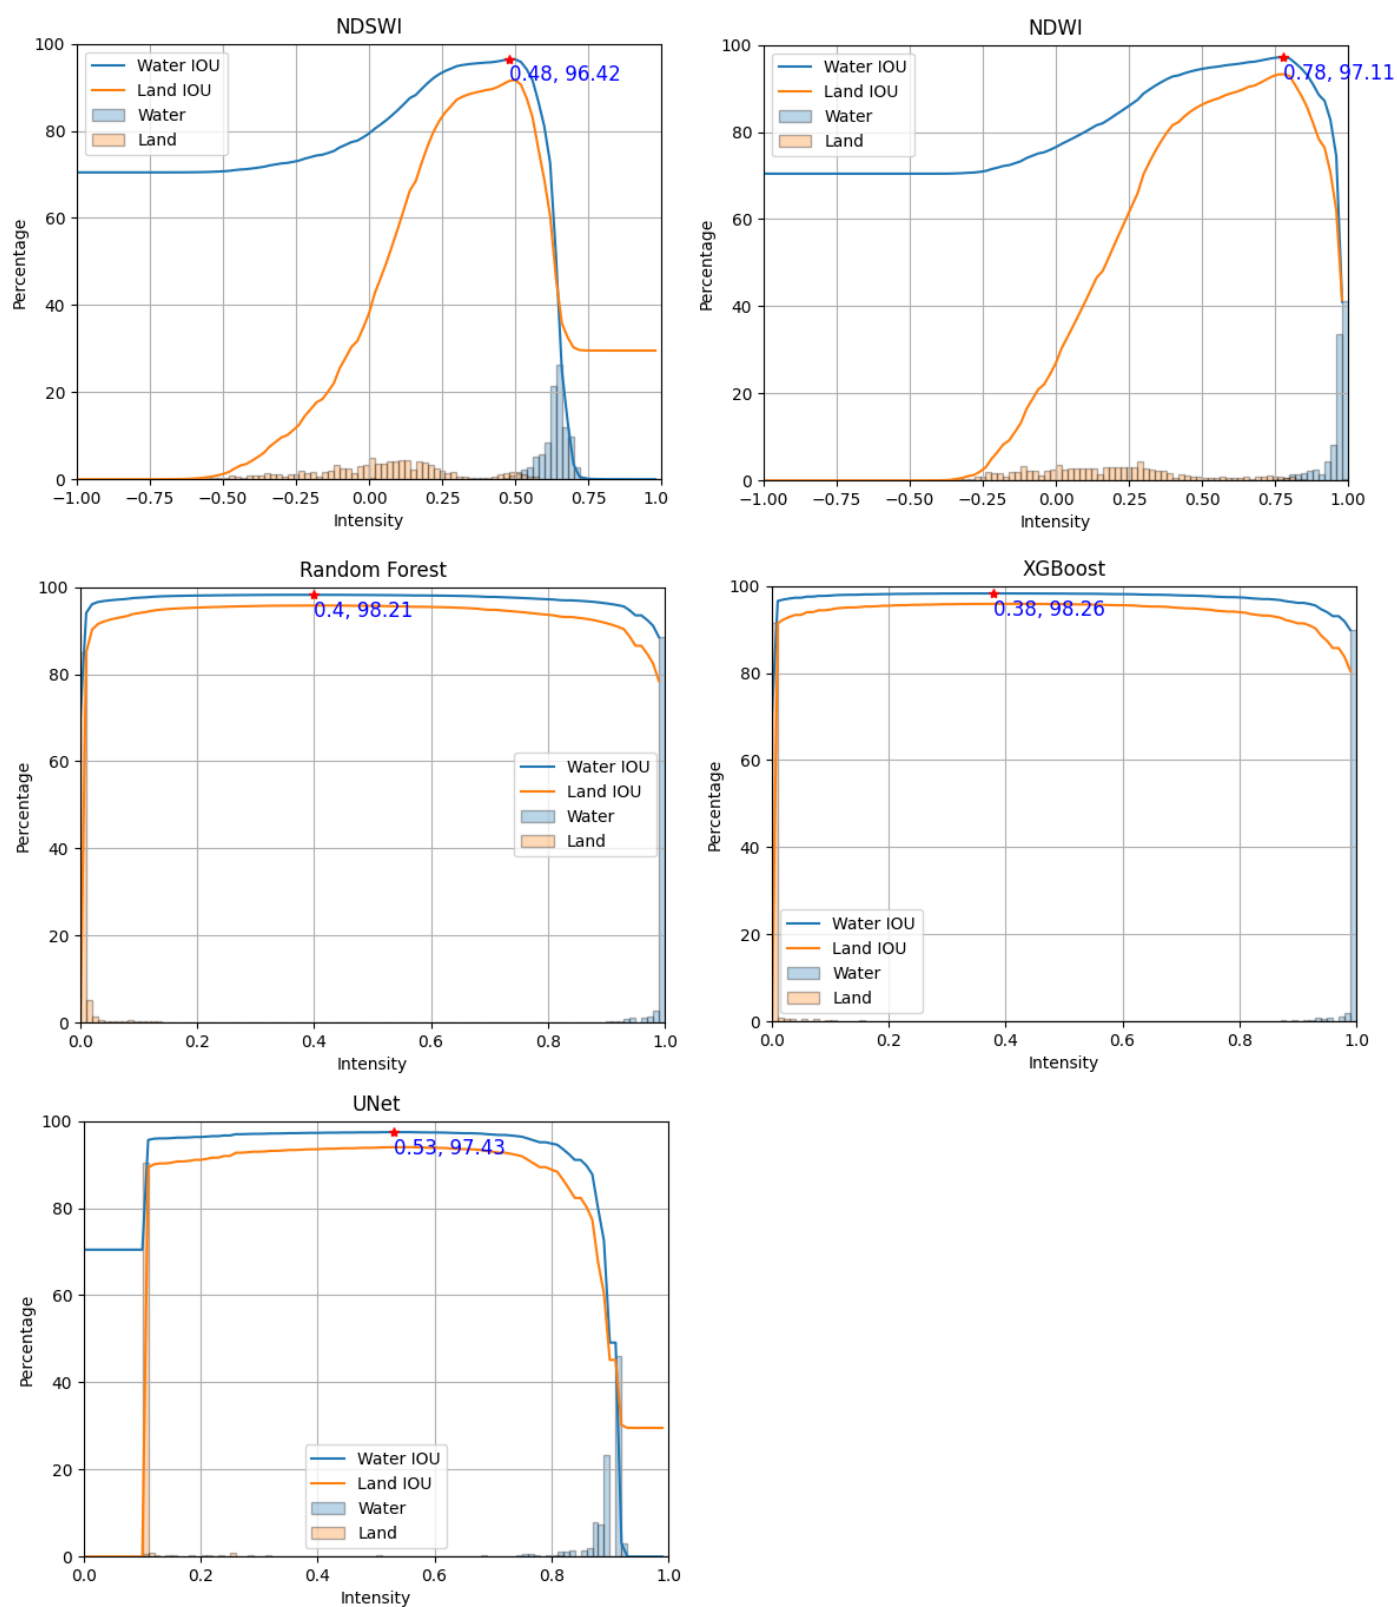 NDSWI
100
80
60
40
20
0
Percentage
Water IOU
Land IOU
Water
Land
0.48, 96.42
−1.00 −0.75 −0.50 −0.25 0.00 0.25 0.50 0.75 1.0
Intensity
NDWI
100
80
60
40
20
0
Percentage
Water IOU
Land IOU
Water
Land
0.78, 97.11
−1.00 −0.75 −0.50 −0.25 0.00 0.25 0.50 0.75 1.00
Intensity
Random Forest
100
80
60
40
20
0
Percentage
0.4, 98.21
Water IOU
Land IOU
Water
Land
0.0 0.2 0.4 0.6 0.8 1.0
Intensity
XGBoost
100
80
60
40
20
0
Percentage
0.38, 98.26
Water IOU
Land IOU
Water
Land
0.0 0.2 0.4 0.6 0.8 1.0
Intensity
UNet
100
80
60
40
20
0
Percentage
0.53, 97.43
Water IOU
Land IOU
Water
Land
0.0 0.2 0.4 0.6 0.8 1.0
Intensity